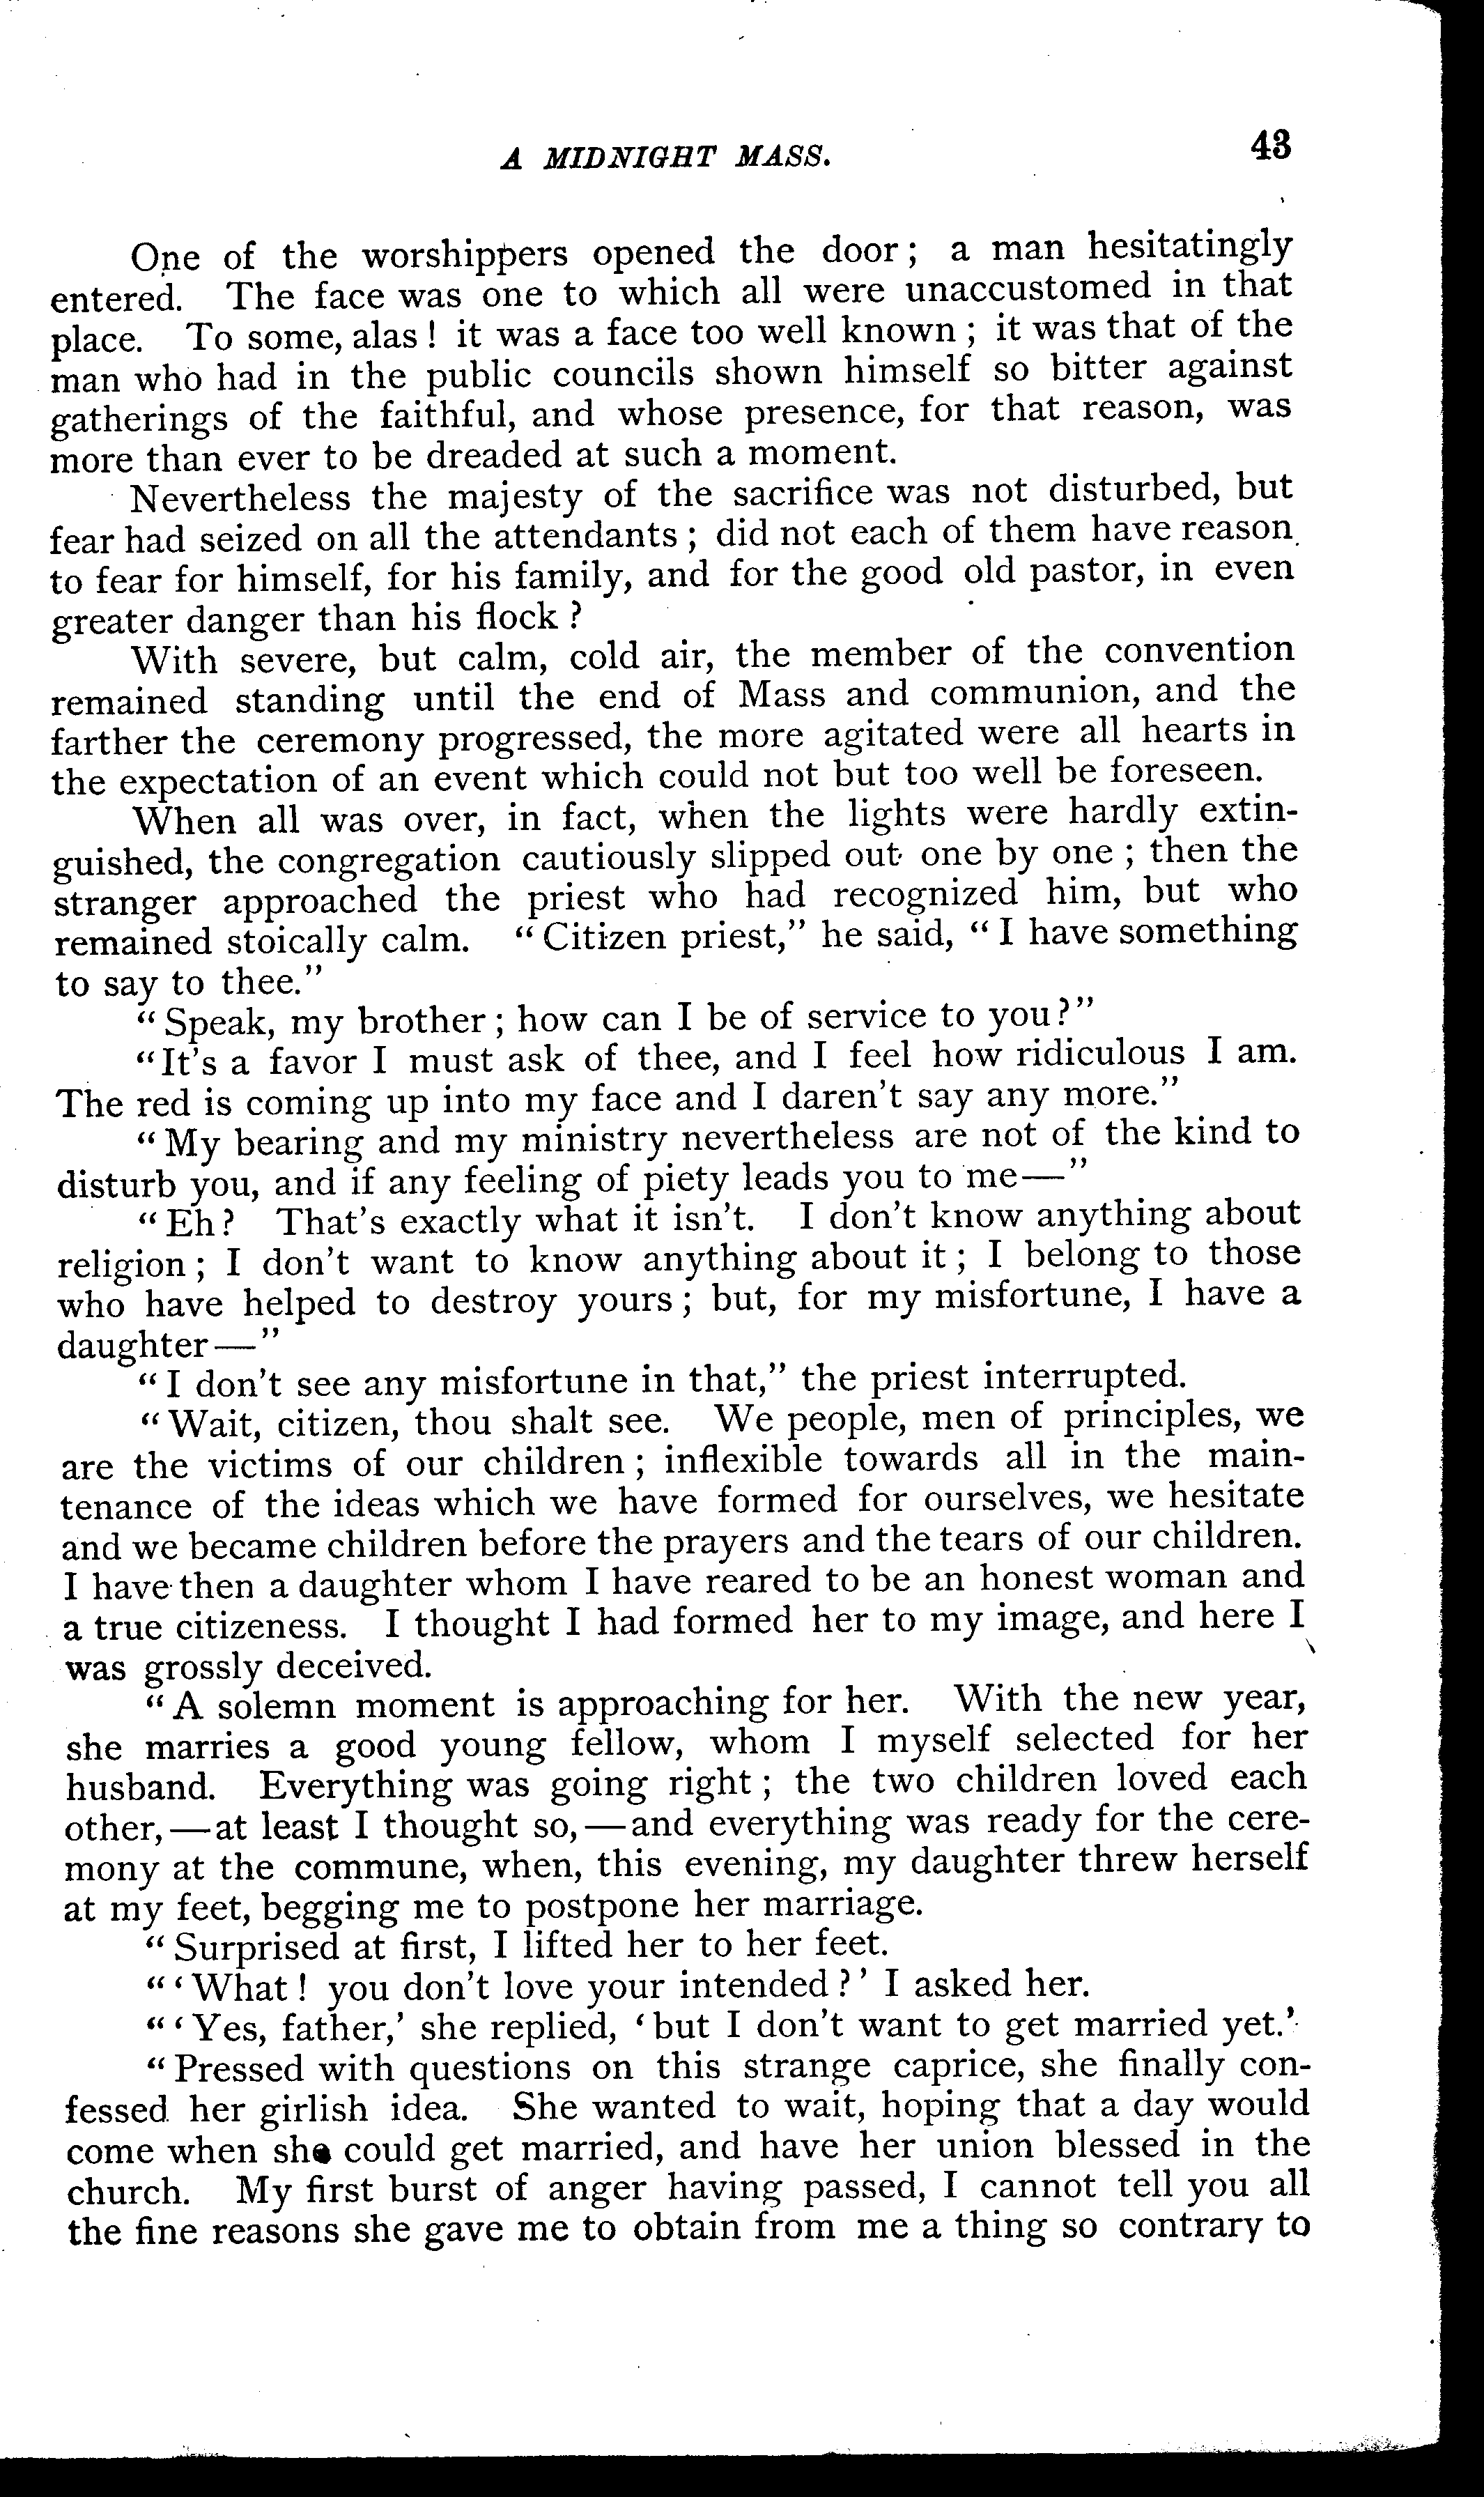 A MIDNIGHT MASS. 43
One of the worshippers opened the door; a man hesitatingly
entered. The face was one to which all were unaccustomed in that
place. To some, alas! it was a face too well known; it was that of the
man who had in the public councils shown himself so bitter against
gatherings of the faithful, and whose presence, for that reason, was
more than ever to be dreaded at such a moment.
Nevertheless the majesty of the sacrifice was not disturbed, but
fear had seized on all the attendants; did not each of them have reason
to fear for himself, for his family, and for the good old pastor, in even
greater danger than his flock?
With severe, but calm, cold air, the member of the convention
remained standing until the end of Mass and communion, and the
farther the ceremony progressed, the more agitated were all hearts in
the expectation of an event which could not but too well be foreseen.
When all was over, in fact, when the lights were hardly extin-
guished, the congregation cautiously slipped out one by one; then the
stranger approached the priest who had recognized him, but who
remained stoically calm. "Citizen priest," he said, "I have something
to say to thee."
"Speak, my brother; how can I be of service to you?"
"It's a favor I must ask of thee, and I feel how ridiculous I am.
The red is coming up into my face and I daren't say any more."
"My bearing and my ministry nevertheless are not of the kind to
disturb you, and if any feeling of piety leads you to me—"
"Eh? That's exactly what it isn't. I don't know anything about
religion; I don't want to know anything about it; I belong to those
who have helped to destroy yours; but, for my misfortune, I have a
daughter—"
"I don't see any misfortune in that," the priest interrupted.
"Wait, citizen, thou shalt see. We people, men of principles, we
are the victims of our children; inflexible towards all in the main-
tenance of the ideas which we have formed for ourselves, we hesitate
and we became children before the prayers and the tears of our children.
I have then a daughter whom I have reared to be an honest woman and
a true citizeness. I thought I had formed her to my image, and here I
was grossly deceived.
"A solemn moment is approaching for her. With the new year,
she marries a good young fellow, whom I myself selected for her
husband. Everything was going right; the two children loved each
other,—at least I thought so,—and everything was ready for the cere-
mony at the commune, when, this evening, my daughter threw herself
at my feet, begging me to postpone her marriage.
"Surprised at first, I lifted her to her feet.
"'What! you don't love your intended?' I asked her.
"'Yes, father,' she replied, 'but I don't want to get married yet.'
"Pressed with questions on this strange caprice, she finally con-
fessed her girlish idea. She wanted to wait, hoping that a day would
come when she could get married, and have her union blessed in the
church. My first burst of anger having passed, I cannot tell you all
the fine reasons she gave me to obtain from me a thing so contrary to